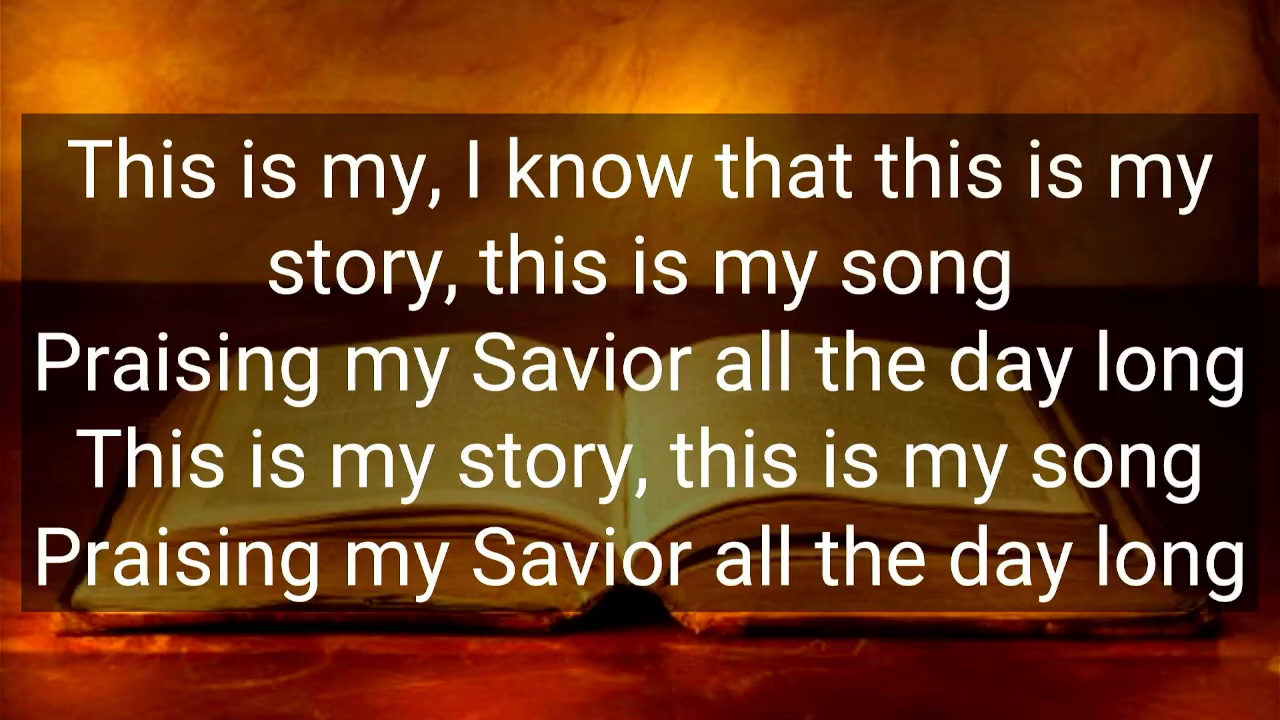 This is my, I know that this is my
story, this is my song
Praising my Savior all the day long
This is my story, this is my song
Praising my Savior all the day long